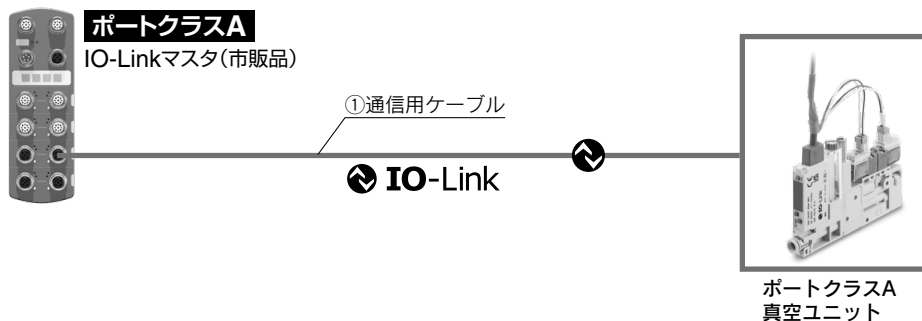 ポートクラスA
IO-Linkマスタ(市販品)
①通信用ケーブル
IO-Link
ポートクラスA
真空ユニット